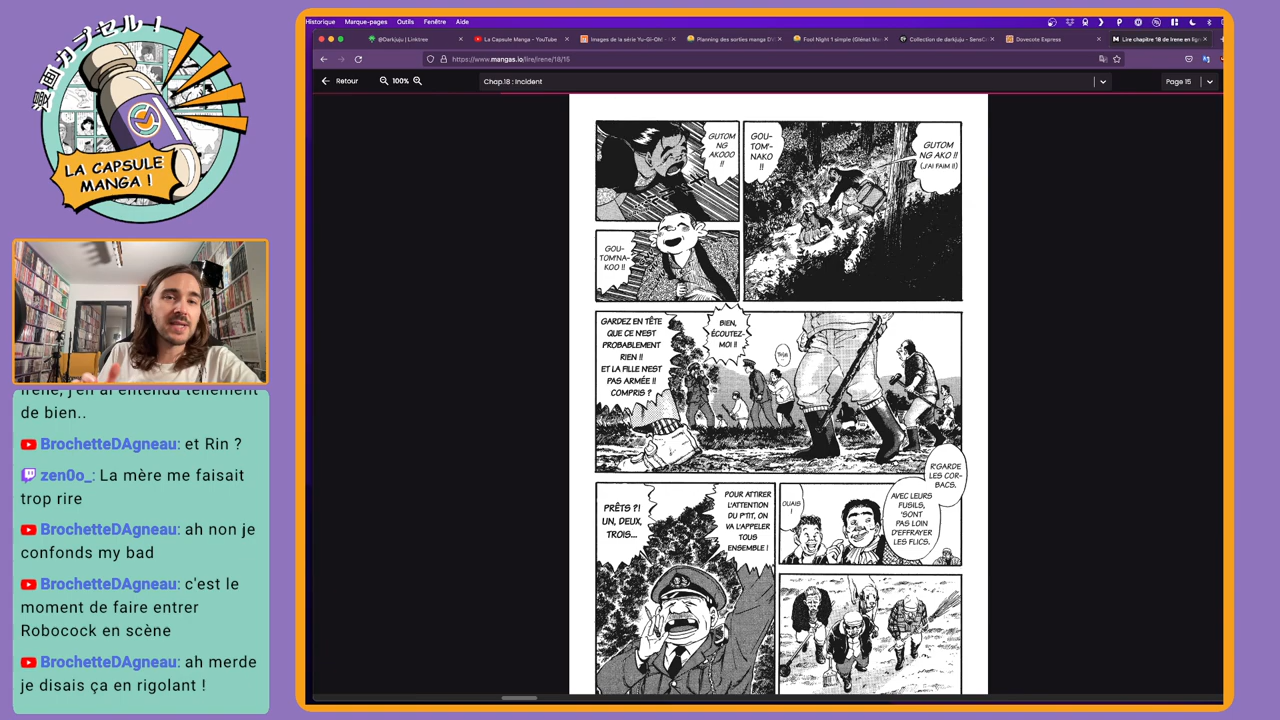 漫画カプセル!
LA CAPSULE
MANGA !
Irene, j'en ai entendu tellement
de bien..
BrochetteDAgneau: et Rin ?
zen0o_: La mère me faisait
trop rire
BrochetteDAgneau: ah non je
confonds my bad
BrochetteDAgneau: c'est le
moment de faire entrer
Robocock en scène
BrochetteDAgneau: ah merde
je disais ça en rigolant !
Historique Marque-pages Outils Fenêtre Aide
@Darkjuju | Linktree
La Capsule Manga - YouTube
Images de la série Yu-Gi-Oh! -
Planning des sorties manga D'
Fool Night 1 simple (Glénat M
Collection de darkjuju - SensC
Dovecote Express
Lire chapitre 18 de Irene en lig
https://www.mangas.io/lire/irene/18/15
Retour
100%
Chap.18 : Incident
Page 15
GUTOM
NG
AKOOO
!!
GOU-
TOM'-
NAKO
!!
GUTOM
NG AKO !!
(J'AI FAIM !!)
GOU-
TOM'NA-
KOO !!
GARDEZ EN TÊTE
QUE CE N'EST
PROBABLEMENT
RIEN !!
ET LA FILLE N'EST
PAS ARMÉE !!
COMPRIS ?
BIEN,
ÉCOUTEZ-
MOI !!
R'GARDE
LES COR-
BACS.
AVEC LEURS
FUSILS,
'SONT
PAS LOIN
D'EFFRAYER
LES FLICS.
OUAIS
!
POUR ATTIRER
L'ATTENTION
DU P'TIT, ON
VA L'APPELER
TOUS
ENSEMBLE !
PRÊTS ?!
UN, DEUX,
TROIS...